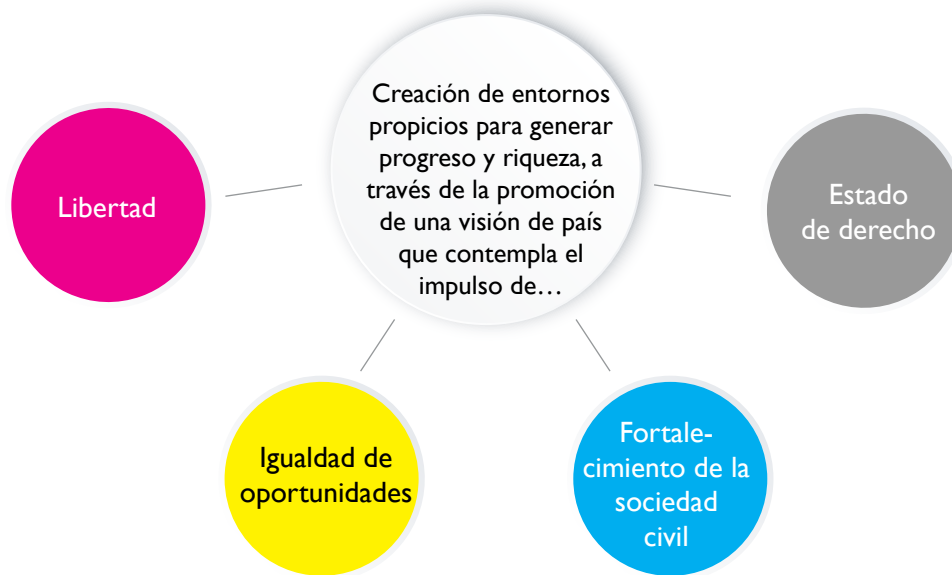 Creación de entornos
propicios para generar
progreso y riqueza, a
través de la promoción
de una visión de país
que contempla el
impulso de…
Libertad
Estado
de derecho
Igualdad de
oportunidades
Fortale-
cimiento de la
sociedad
civil